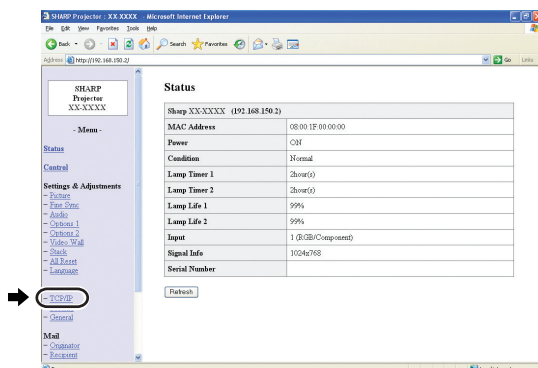 SHARP Projector : XX-XXXX - Microsoft Internet Explorer
File Edit View Favorites Tools Help
Back Search Favorites
Address http://192.168.150.2/ Go Links
SHARP
Projector
XX-XXXX
- Menu -
Status
Control
Settings & Adjustments
- Picture
- Fine Sync
- Audio
- Options 1
- Options 2
- Video Wall
- Stack
- All Reset
- Language
- TCP/IP
- General
Mail
- Originator
- Recipient
Status
Sharp XX-XXXX (192.168.150.2)
MAC Address 08:00:1F:00:00:00
Power ON
Condition Normal
Lamp Timer 1 2hour(s)
Lamp Timer 2 2hour(s)
Lamp Life 1 99%
Lamp Life 2 99%
Input 1 (RGB/Component)
Signal Info 1024x768
Serial Number
Refresh